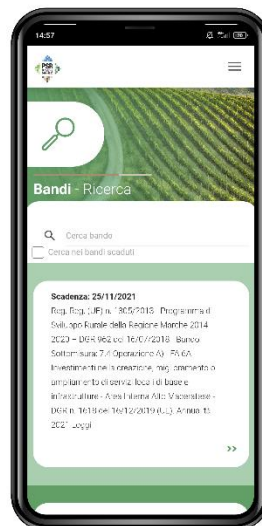 14:57
PSR
Bandi - Ricerca
Cerca bando
Cerca nei bandi scaduti
Scadenza: 25/11/2021
Reg. Reg. (UE) n. 1305/2013 - Programma di
Sviluppo Rurale della Regione Marche 2014
2020 – DGR 962 del 16/07/2018 - Bando
Sottomisura: 7.4 Operazione A) - FA 6A
Investimenti nella creazione, miglioramento o
ampliamento di servizi locali di base e
infrastrutture - Area Interna Alto Maceratese -
DGR n. 1618 del 16/12/2019 (UE). Annualità
2021 Leggi
>>